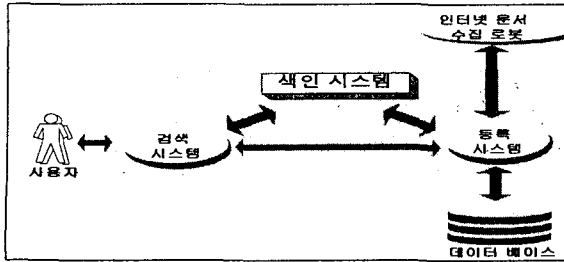 인터넷 문서
수집 로봇
색인 시스템
검색
시스템
등록
시스템
사용자
데이터 베이스